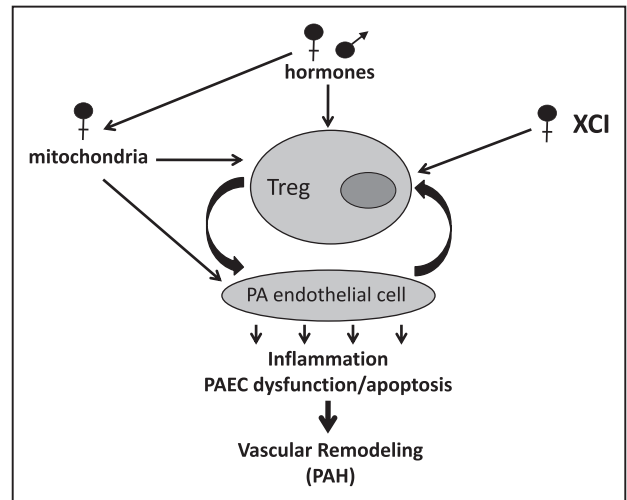 hormones
XCI
mitochondria
Treg
PA endothelial cell
Inflammation
PAEC dysfunction/apoptosis
Vascular Remodeling
(PAH)